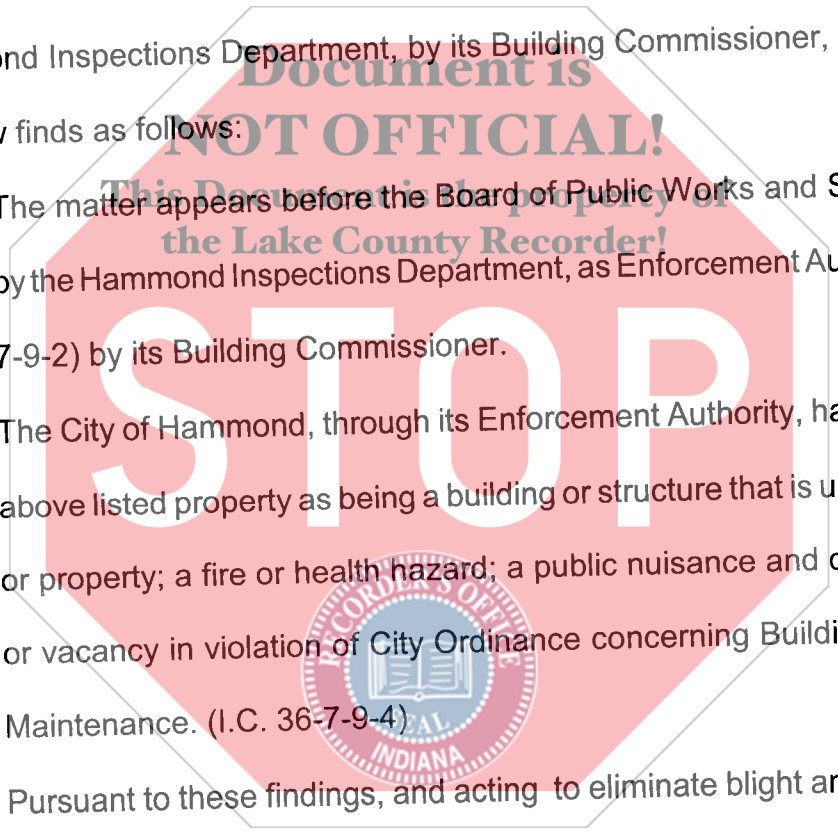 ond Inspections Department, by its Building Commissioner,
Document is
finds as follows:
NOT OFFICIAL!
The matter appears before the Board of Public Works and S
This Document is the property of
the Lake County Recorder!
by the Hammond Inspections Department, as Enforcement Au
7-9-2) by its Building Commissioner.
STOP
The City of Hammond, through its Enforcement Authority, ha
above listed property as being a building or structure that is u
or property; a fire or health hazard; a public nuisance and
RECORDER'S OFFICE
or vacancy in violation of City Ordinance concerning Buildi
Maintenance. (I.C. 36-7-9-4)
SEAL
INDIANA
Pursuant to these findings, and acting to eliminate blight an